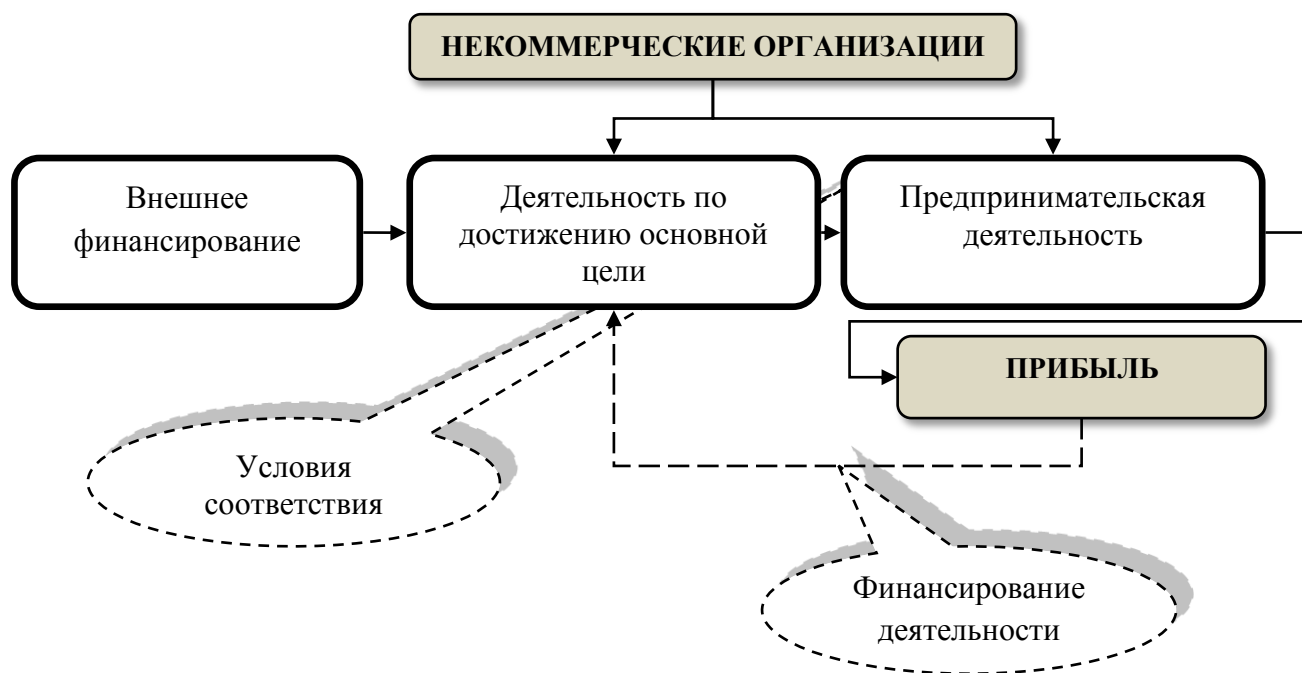 НЕКОММЕРЧЕСКИЕ ОРГАНИЗАЦИИ
Внешнее
финансирование
Деятельность по
достижению основной
цели
Предпринимательская
деятельность
ПРИБЫЛЬ
Условия
соответствия
Финансирование
деятельности